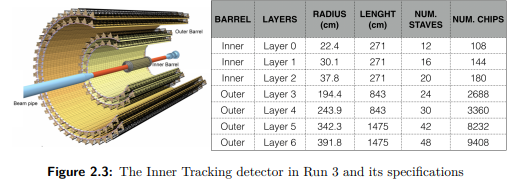 Outer Barrel
Inner Barrel
Beam pipe
BARREL LAYERS RADIUS (cm) LENGHT (cm) NUM. STAVES NUM. CHIPS
Inner Layer 0 22.4 271 12 108
Inner Layer 1 30.1 271 16 144
Inner Layer 2 37.8 271 20 180
Outer Layer 3 194.4 843 24 2688
Outer Layer 4 243.9 843 30 3360
Outer Layer 5 342.3 1475 42 8232
Outer Layer 6 391.8 1475 48 9408
Figure 2.3: The Inner Tracking detector in Run 3 and its specifications